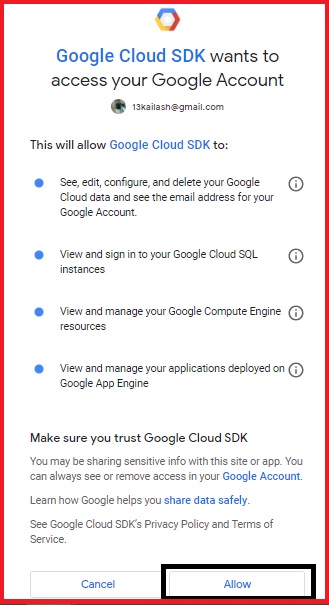 Google Cloud SDK wants to
access your Google Account
13kailash@gmail.com
This will allow Google Cloud SDK to:
See, edit, configure, and delete your Google
Cloud data and see the email address for your
Google Account.
View and sign in to your Google Cloud SQL
instances
View and manage your Google Compute Engine
resources
View and manage your applications deployed on
Google App Engine
Make sure you trust Google Cloud SDK
You may be sharing sensitive info with this site or app. You
can always see or remove access in your Google Account.
Learn how Google helps you share data safely.
See Google Cloud SDK's Privacy Policy and Terms of
Service.
Cancel
Allow